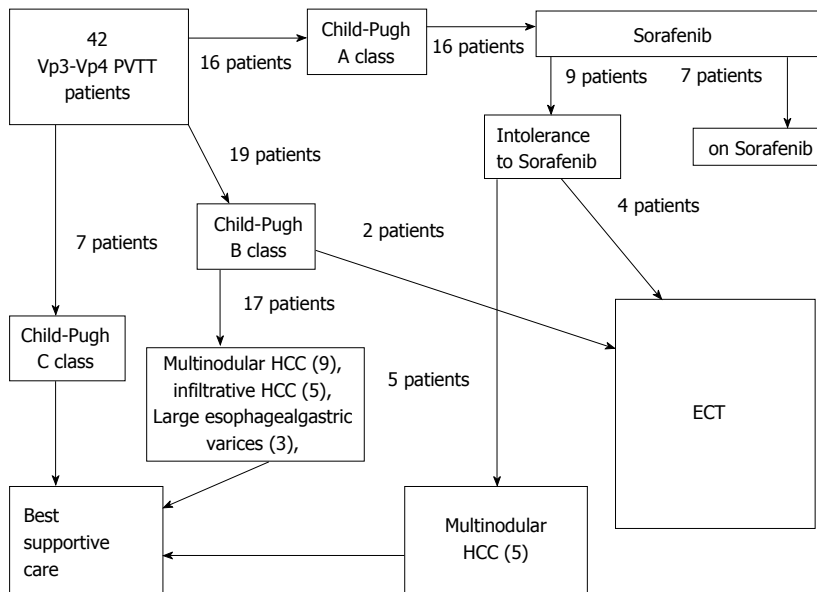 42
Vp3-Vp4 PVTT
patients
16 patients
Child-Pugh
A class
16 patients
Sorafenib
9 patients
7 patients
Intolerance
to Sorafenib
on Sorafenib
19 patients
4 patients
7 patients
Child-Pugh
B class
2 patients
17 patients
Child-Pugh
C class
Multinodular HCC (9),
infiltrative HCC (5),
Large esophagealgastric
varices (3),
5 patients
ECT
Best
supportive
care
Multinodular
HCC (5)